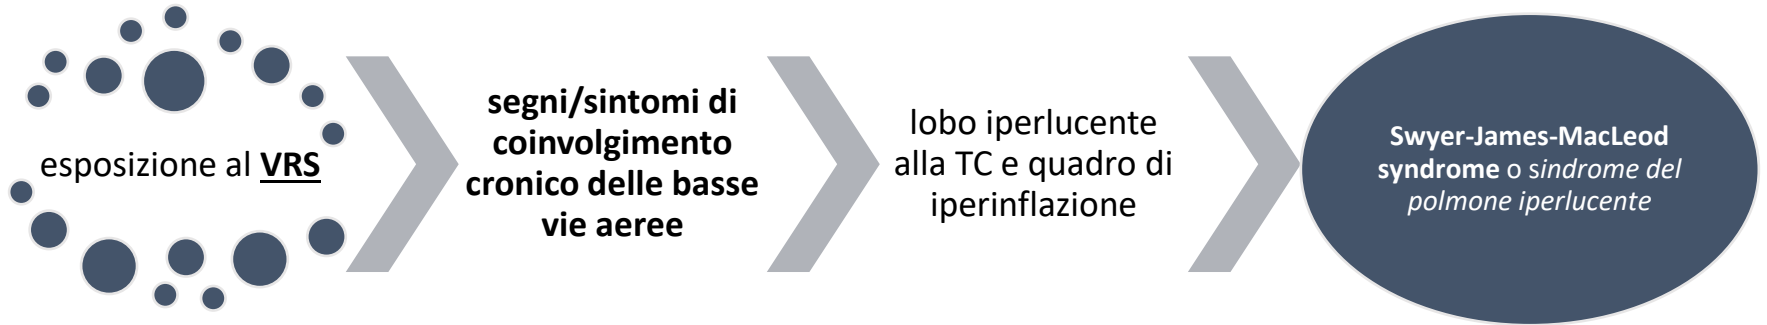 esposizione al VRS
segni/sintomi di
coinvolgimento
cronico delle basse
vie aeree
lobo iperlucente
alla TC e quadro di
iperinflazione
Swyer-James-MacLeod
syndrome o sindrome del
polmone iperlucente